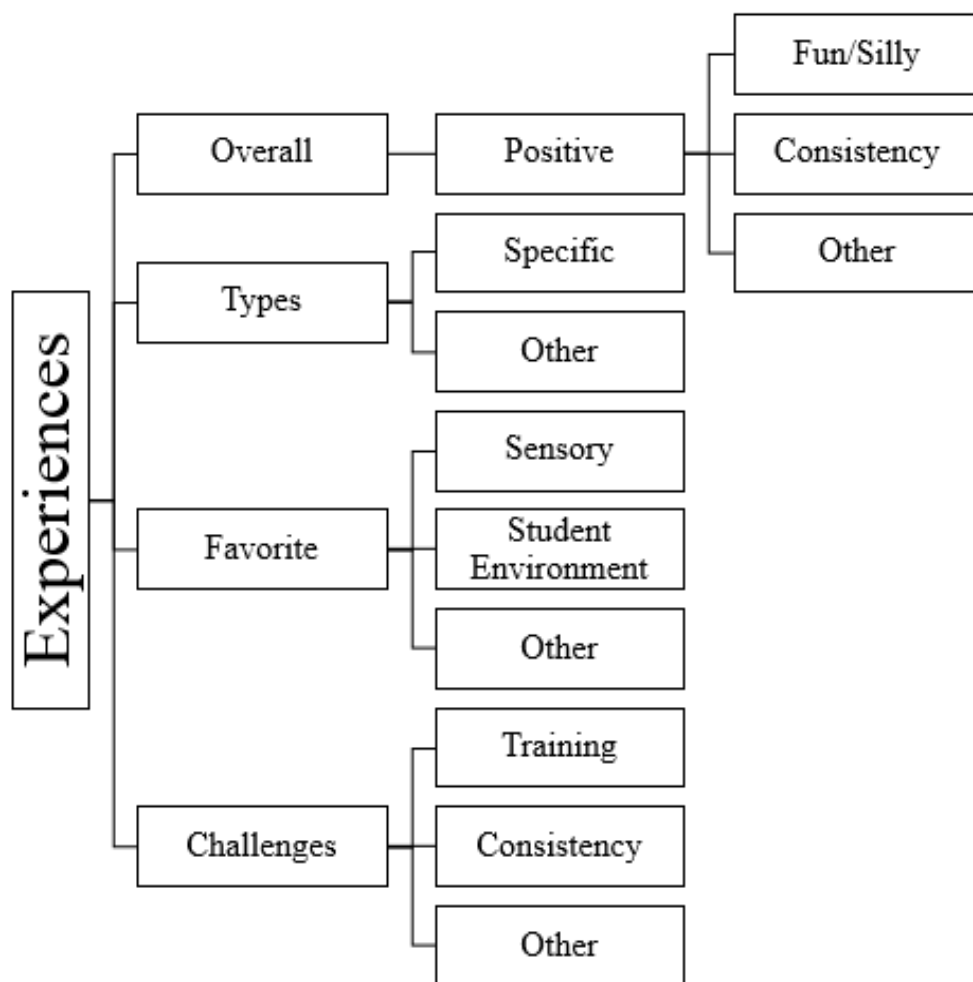 Experiences
Overall
Positive
Fun/Silly
Consistency
Other
Types
Specific
Other
Favorite
Sensory
Student
Environment
Other
Challenges
Training
Consistency
Other